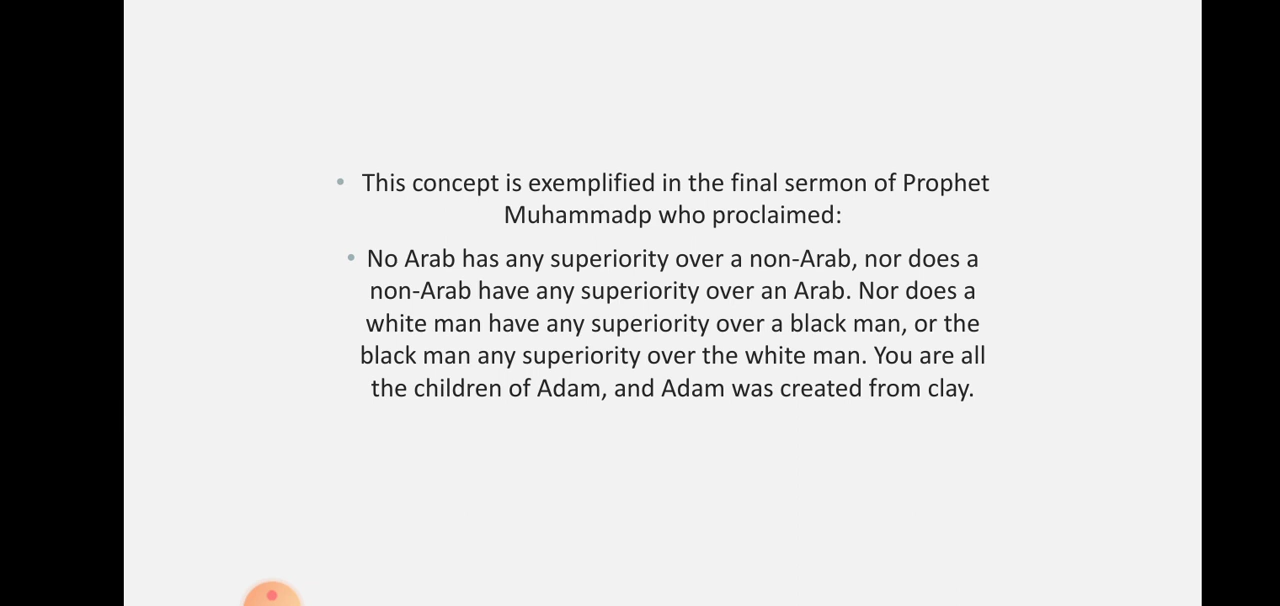 • This concept is exemplified in the final sermon of Prophet
Muhammadp who proclaimed:
• No Arab has any superiority over a non-Arab, nor does a
non-Arab have any superiority over an Arab. Nor does a
white man have any superiority over a black man, or the
black man any superiority over the white man. You are all
the children of Adam, and Adam was created from clay.